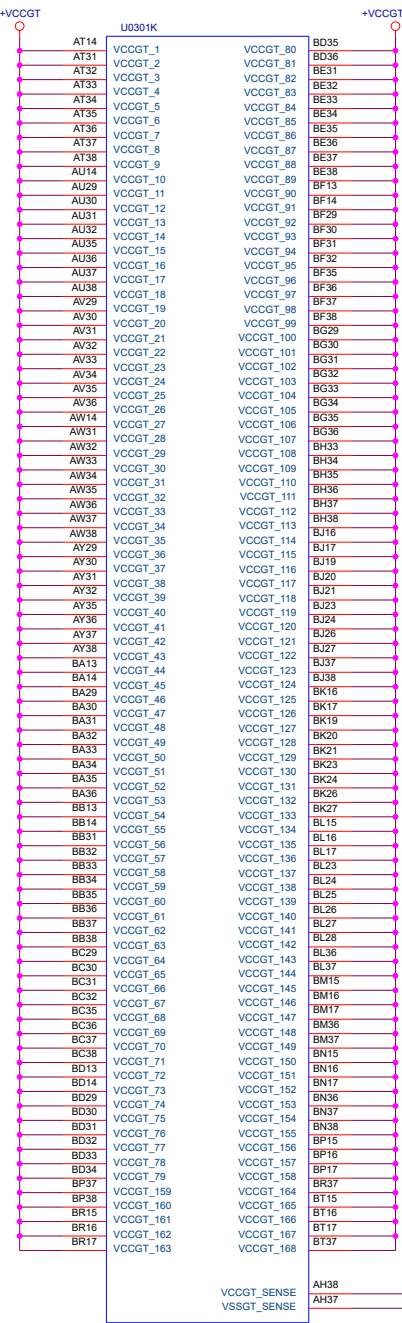 +VCCGT +VCCGT
U0301K
AT14 VCCGT_1 VCCGT_80 BD35
AT31 VCCGT_2 VCCGT_81 BD36
AT32 VCCGT_3 VCCGT_82 BE31
AT33 VCCGT_4 VCCGT_83 BE32
AT34 VCCGT_5 VCCGT_84 BE33
AT35 VCCGT_6 VCCGT_85 BE34
AT36 VCCGT_7 VCCGT_86 BE35
AT37 VCCGT_8 VCCGT_87 BE36
AT38 VCCGT_9 VCCGT_88 BE37
AU14 VCCGT_10 VCCGT_89 BE38
AU29 VCCGT_11 VCCGT_90 BF13
AU30 VCCGT_12 VCCGT_91 BF14
AU31 VCCGT_13 VCCGT_92 BF29
AU32 VCCGT_14 VCCGT_93 BF30
AU35 VCCGT_15 VCCGT_94 BF31
AU36 VCCGT_16 VCCGT_95 BF32
AU37 VCCGT_17 VCCGT_96 BF35
AU38 VCCGT_18 VCCGT_97 BF36
AV29 VCCGT_19 VCCGT_98 BF37
AV30 VCCGT_20 VCCGT_99 BF38
AV31 VCCGT_21 VCCGT_100 BG29
AV32 VCCGT_22 VCCGT_101 BG30
AV33 VCCGT_23 VCCGT_102 BG31
AV34 VCCGT_24 VCCGT_103 BG32
AV35 VCCGT_25 VCCGT_104 BG33
AV36 VCCGT_26 VCCGT_105 BG34
AW14 VCCGT_27 VCCGT_106 BG35
AW31 VCCGT_28 VCCGT_107 BG36
AW32 VCCGT_29 VCCGT_108 BH33
AW33 VCCGT_30 VCCGT_109 BH34
AW34 VCCGT_31 VCCGT_110 BH35
AW35 VCCGT_32 VCCGT_111 BH36
AW36 VCCGT_33 VCCGT_112 BH37
AW37 VCCGT_34 VCCGT_113 BH38
AW38 VCCGT_35 VCCGT_114 BJ16
AY29 VCCGT_36 VCCGT_115 BJ17
AY30 VCCGT_37 VCCGT_116 BJ19
AY31 VCCGT_38 VCCGT_117 BJ20
AY32 VCCGT_39 VCCGT_118 BJ21
AY35 VCCGT_40 VCCGT_119 BJ23
AY36 VCCGT_41 VCCGT_120 BJ24
AY37 VCCGT_42 VCCGT_121 BJ26
AY38 VCCGT_43 VCCGT_122 BJ27
BA13 VCCGT_44 VCCGT_123 BJ37
BA14 VCCGT_45 VCCGT_124 BJ38
BA29 VCCGT_46 VCCGT_125 BK16
BA30 VCCGT_47 VCCGT_126 BK17
BA31 VCCGT_48 VCCGT_127 BK19
BA32 VCCGT_49 VCCGT_128 BK20
BA33 VCCGT_50 VCCGT_129 BK21
BA34 VCCGT_51 VCCGT_130 BK23
BA35 VCCGT_52 VCCGT_131 BK24
BA36 VCCGT_53 VCCGT_132 BK26
BB13 VCCGT_54 VCCGT_133 BK27
BB14 VCCGT_55 VCCGT_134 BL15
BB31 VCCGT_56 VCCGT_135 BL16
BB32 VCCGT_57 VCCGT_136 BL17
BB33 VCCGT_58 VCCGT_137 BL23
BB34 VCCGT_59 VCCGT_138 BL24
BB35 VCCGT_60 VCCGT_139 BL25
BB36 VCCGT_61 VCCGT_140 BL26
BB37 VCCGT_62 VCCGT_141 BL27
BB38 VCCGT_63 VCCGT_142 BL28
BC29 VCCGT_64 VCCGT_143 BL36
BC30 VCCGT_65 VCCGT_144 BL37
BC31 VCCGT_66 VCCGT_145 BM15
BC32 VCCGT_67 VCCGT_146 BM16
BC35 VCCGT_68 VCCGT_147 BM17
BC36 VCCGT_69 VCCGT_148 BM36
BC37 VCCGT_70 VCCGT_149 BM37
BC38 VCCGT_71 VCCGT_150 BN15
BD13 VCCGT_72 VCCGT_151 BN16
BD14 VCCGT_73 VCCGT_152 BN17
BD29 VCCGT_74 VCCGT_153 BN36
BD30 VCCGT_75 VCCGT_154 BN37
BD31 VCCGT_76 VCCGT_155 BN38
BD32 VCCGT_77 VCCGT_156 BP15
BD33 VCCGT_78 VCCGT_157 BP16
BD34 VCCGT_79 VCCGT_158 BP17
BP37 VCCGT_159 VCCGT_164 BR37
BP38 VCCGT_160 VCCGT_165 BT15
BR15 VCCGT_161 VCCGT_166 BT16
BR16 VCCGT_162 VCCGT_167 BT17
BR17 VCCGT_163 VCCGT_168 BT37
VCCGT_SENSE AH38
VSSGT_SENSE AH37